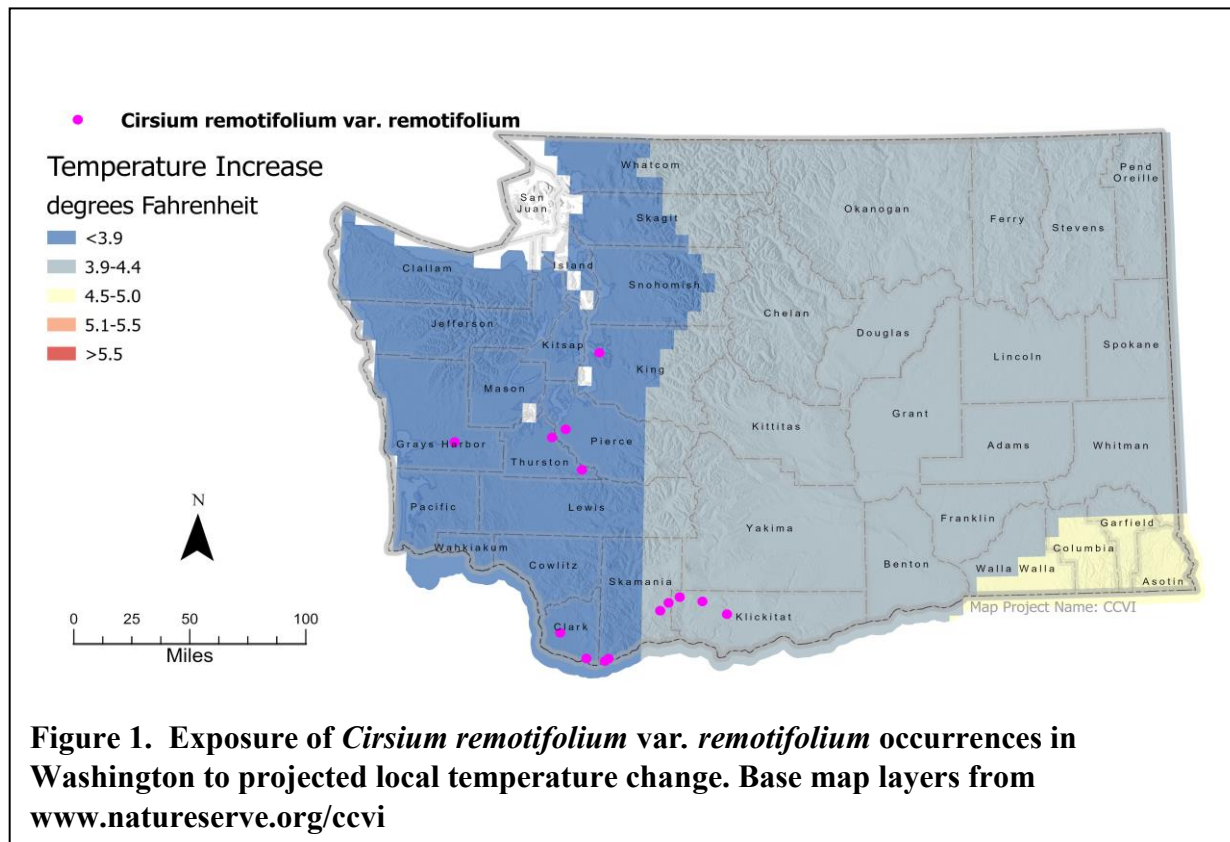 Cirsium remotifolium var. remotifolium
Temperature Increase
degrees Fahrenheit
<3.9
3.9-4.4
4.5-5.0
5.1-5.5
>5.5
Whatcom
Pend
Oreille
San
Juan
Okanogan
Ferry
Stevens
Skagit
Clallam
Island
Snohomish
Chelan
Jefferson
Douglas
Kitsap
King
Lincoln
Spokane
Mason
Grant
Kittitas
Grays Harbor
Pierce
Adams
Whitman
Thurston
Pacific
Lewis
Yakima
Franklin
Garfield
Wahkiakum
Columbia
Cowlitz
Skamania
Benton
Walla Walla
Asotin
Map Project Name: CCVI
Klickitat
Clark
N
0 25 50 100
Miles
Figure 1. Exposure of Cirsium remotifolium var. remotifolium occurrences in
Washington to projected local temperature change. Base map layers from
www.natureserve.org/ccvi